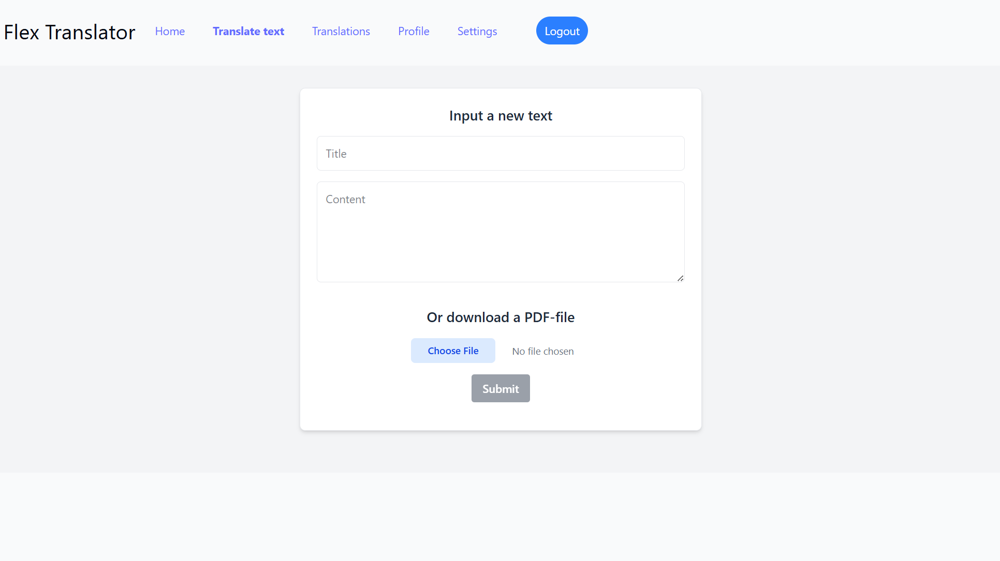 Flex Translator Home Translate text Translations Profile Settings Logout
Input a new text
Title
Content
Or download a PDF-file
Choose File No file chosen
Submit